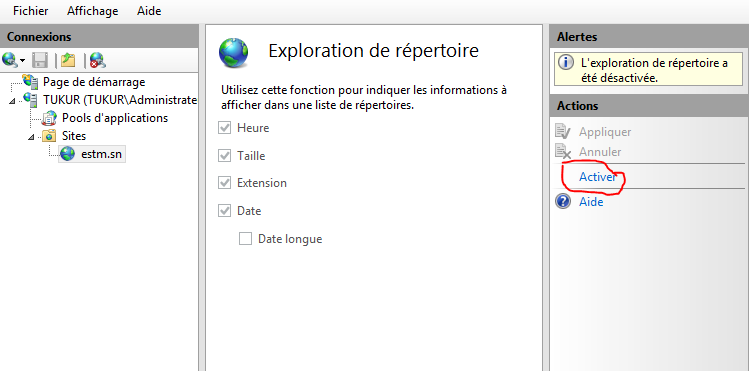 Fichier Affichage Aide
Connexions
Page de démarrage
TUKUR (TUKUR\Administrate
Pools d'applications
Sites
estm.sn
Exploration de répertoire
Utilisez cette fonction pour indiquer les informations à
afficher dans une liste de répertoires.
Heure
Taille
Extension
Date
Date longue
Alertes
L'exploration de répertoire a
été désactivée.
Actions
Appliquer
Annuler
Activer
Aide